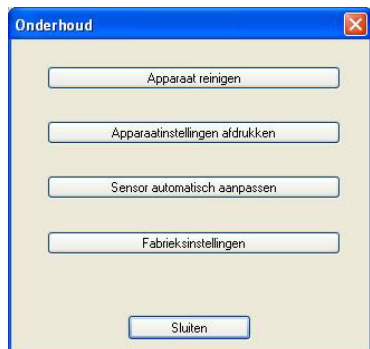 Onderhoud
Apparaat reinigen
Apparaatinstellingen afdrukken
Sensor automatisch aanpassen
Fabrieksinstellingen
Sluiten